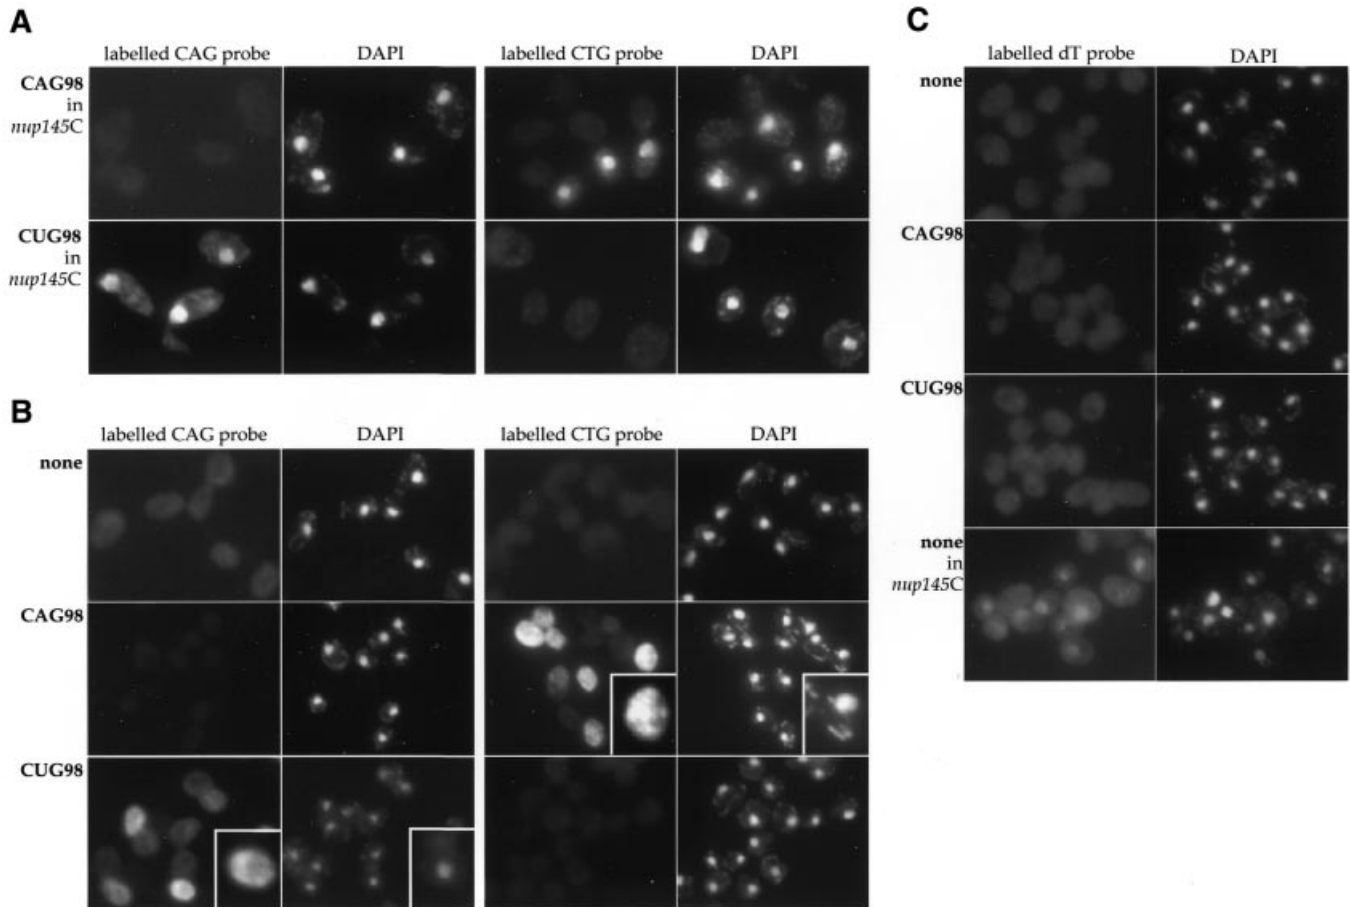 A
labelled CAG probe
DAPI
labelled CTG probe
DAPI
CAG98
in
nup145C
CUG98
in
nup145C
B
labelled CAG probe
DAPI
labelled CTG probe
DAPI
none
CAG98
CUG98
C
labelled dT probe
DAPI
none
CAG98
CUG98
none
in
nup145C